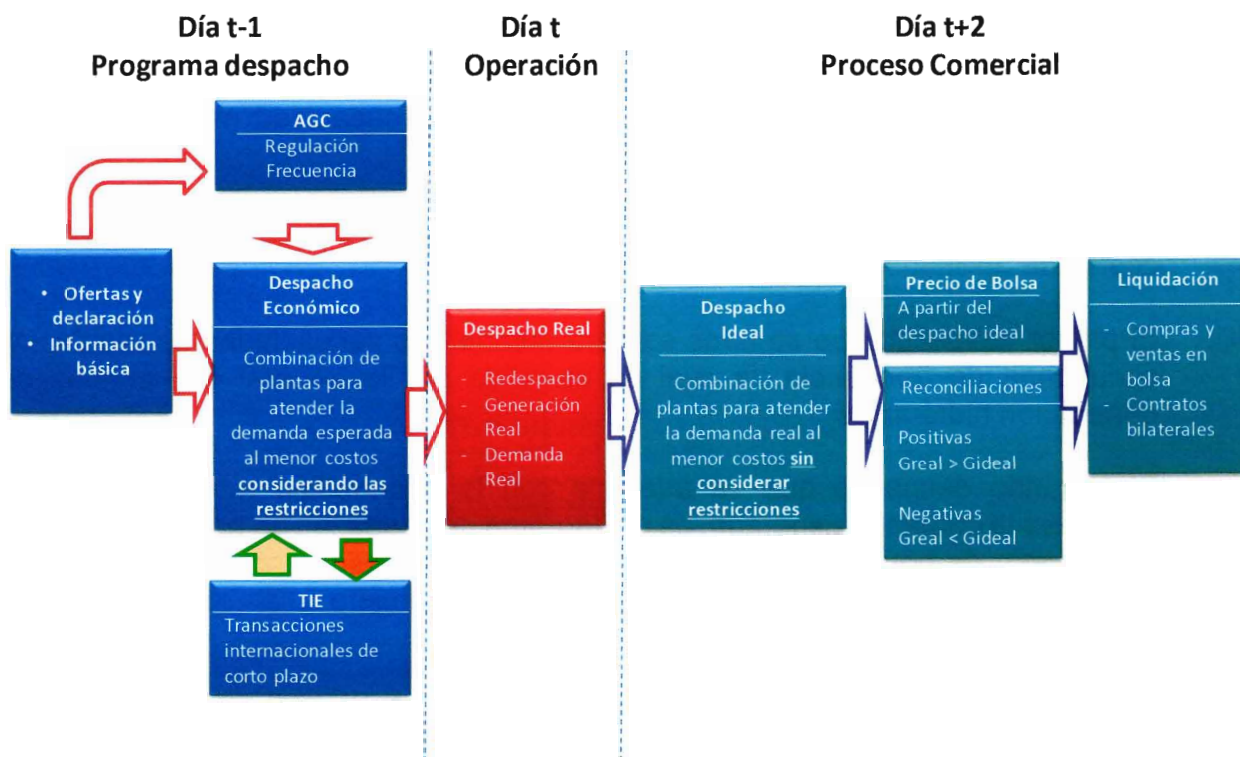 Día t-1
Programa despacho
Día t
Operación
Día t+2
Proceso Comercial
AGC
Regulación
Frecuencia
• Ofertas y
declaración
• Información
básica
Despacho
Económico
Combinación de
plantas para
atender la
demanda esperada
al menor costos
considerando las
restricciones
TIE
Transacciones
internacionales de
corto plazo
Despacho Real
- Redespacho
- Generación
Real
- Demanda
Real
Despacho
Ideal
Combinación de
plantas para atender
la demanda real al
menor costos sin
considerar
restricciones
Precio de Bolsa
A partir del
despacho ideal
Reconciliaciones
Positivas
Greal > Gideal
Negativas
Greal < Gideal
Liquidación
- Compras y
ventas en
bolsa
- Contratos
bilaterales